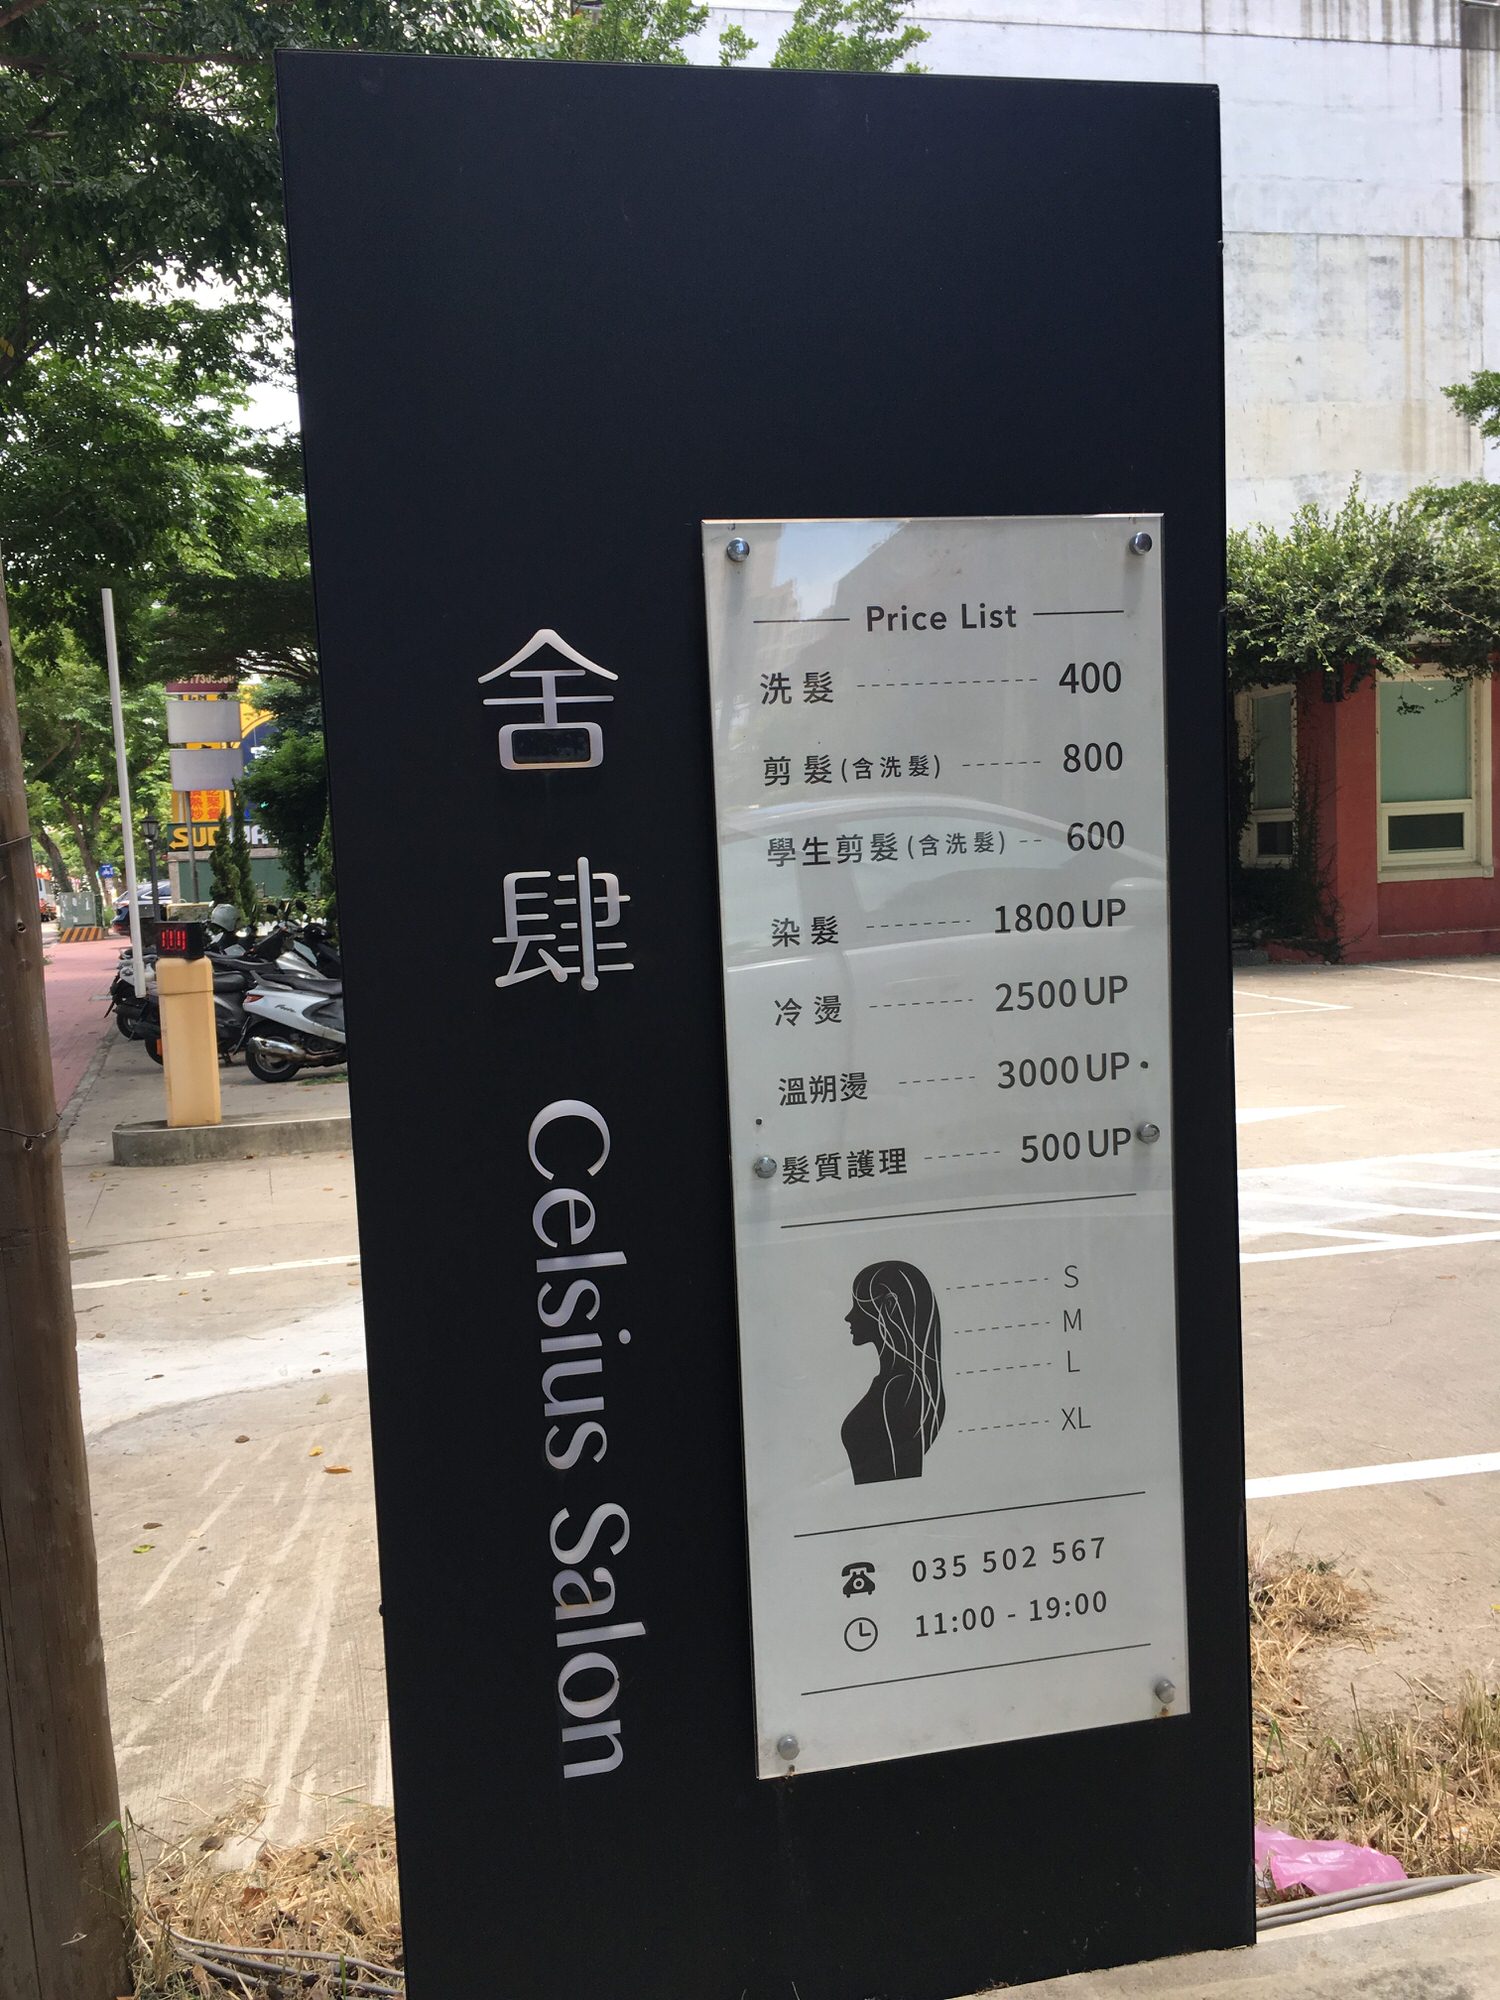 舍肆 Celsius Salon
Price List
洗髮 400
剪髮(含洗髮) 800
學生剪髮(含洗髮) 600
染髮 1800UP
冷燙 2500UP
溫朔燙 3000UP
髮質護理 500UP
S
M
L
XL
035 502 567
11:00 - 19:00